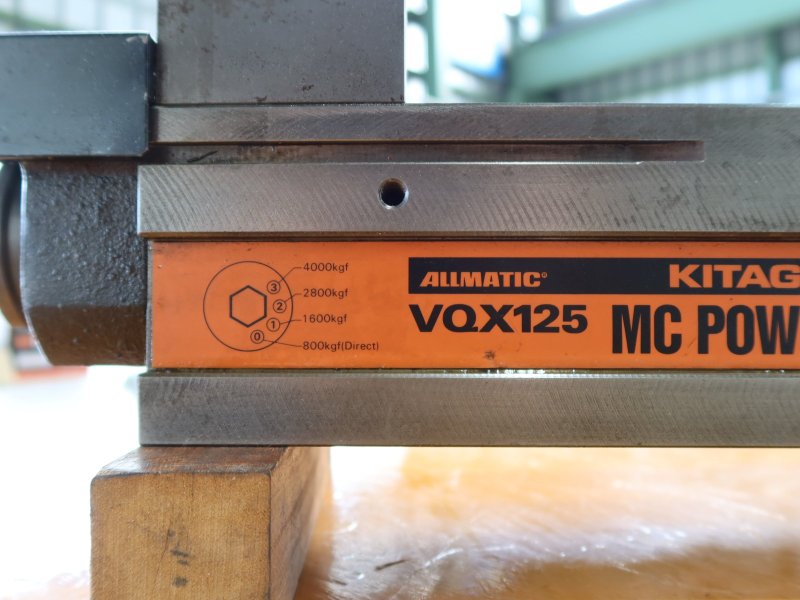 ③ 4000kgf
② 2800kgf
① 1600kgf
⓪ 800kgf(Direct)
ALLMATIC® KITAG
VQX125 MC POW